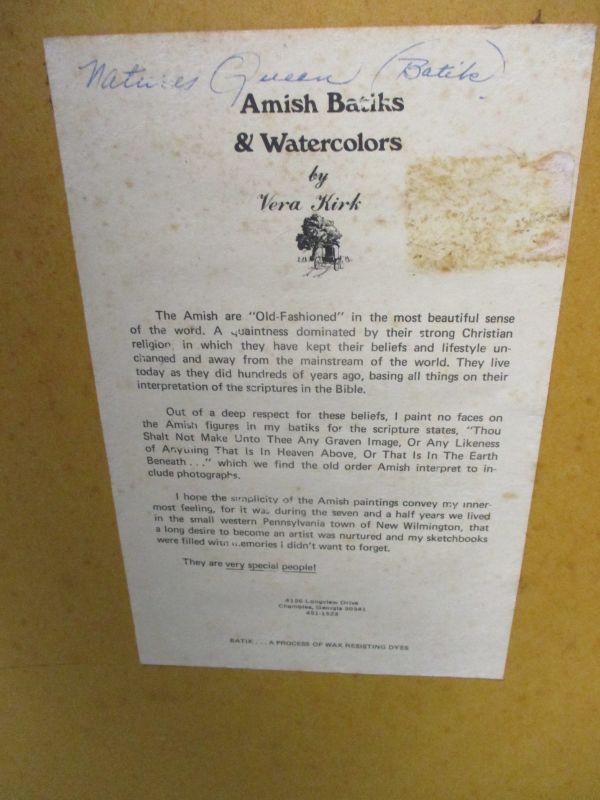 Natures Queen (Batik)
Amish Batiks
& Watercolors
by
Vera Kirk
The Amish are "Old-Fashioned" in the most beautiful sense
of the word. A quaintness dominated by their strong Christian
religion, in which they have kept their beliefs and lifestyle un-
changed and away from the mainstream of the world. They live
today as they did hundreds of years ago, basing all things on their
interpretation of the scriptures in the Bible.
Out of a deep respect for these beliefs, I paint no faces on
the Amish figures in my batiks for the scripture states, "Thou
Shalt Not Make Unto Thee Any Graven Image, Or Any Likeness
of Anything That Is In Heaven Above, Or That Is In The Earth
Beneath . . ." which we find the old order Amish interpret to in-
clude photographs.
I hope the simplicity of the Amish paintings convey my inner-
most feeling, for it was during the seven and a half years we lived
in the small western Pennsylvania town of New Wilmington, that
a long desire to become an artist was nurtured and my sketchbooks
were filled with memories I didn't want to forget.
They are very special people!
Longview Drive
Chamblee, Georgia 30341
BATIK . . . A PROCESS OF WAX RESISTING DYES